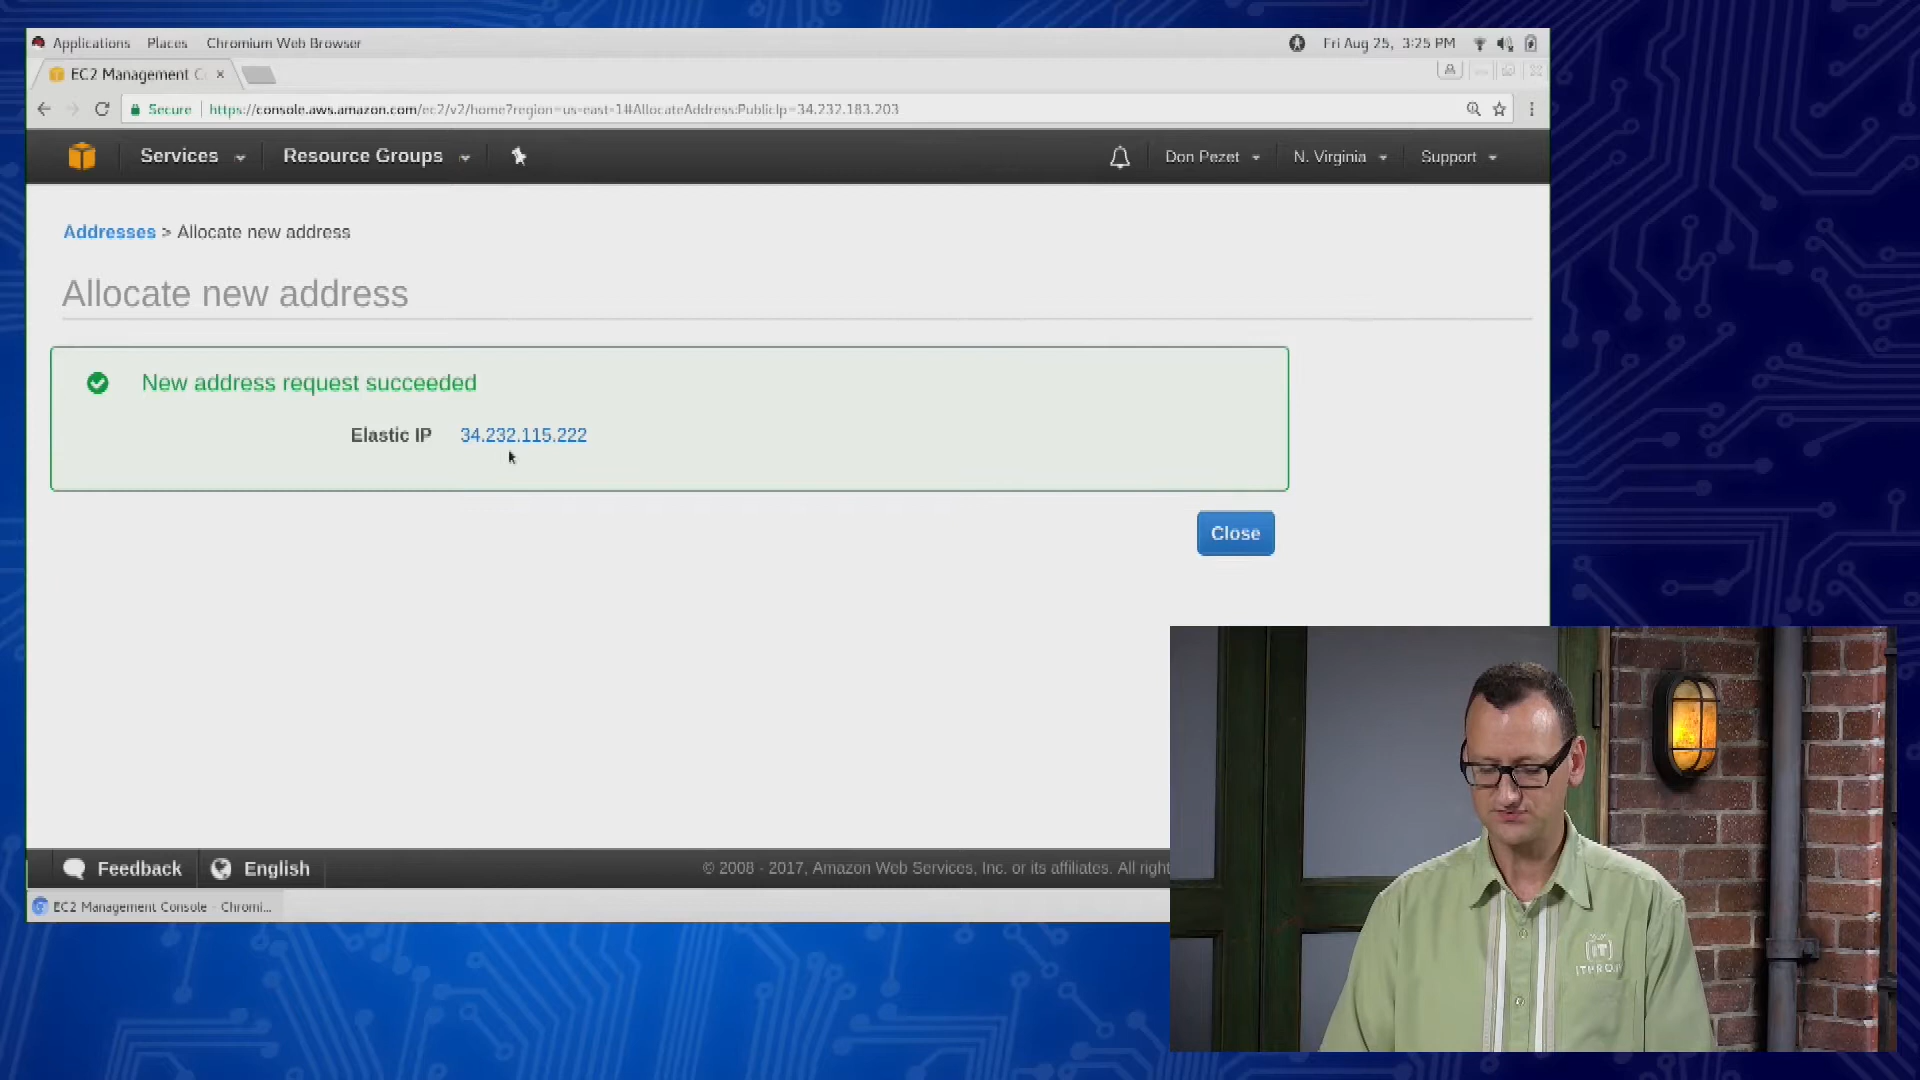 Applications Places Chromium Web Browser Fri Aug 25, 3:25 PM
EC2 Management C
Secure https://console.aws.amazon.com/ec2/v2/home?region=us-east-1#AllocateAddress:PublicIp=34.232.183.203
Services Resource Groups Don Pezet N. Virginia Support
Addresses > Allocate new address
Allocate new address
New address request succeeded
Elastic IP 34.232.115.222
Close
IT
Feedback English © 2008 - 2017, Amazon Web Services, Inc. or its affiliates. All right
EC2 Management Console - Chromi...